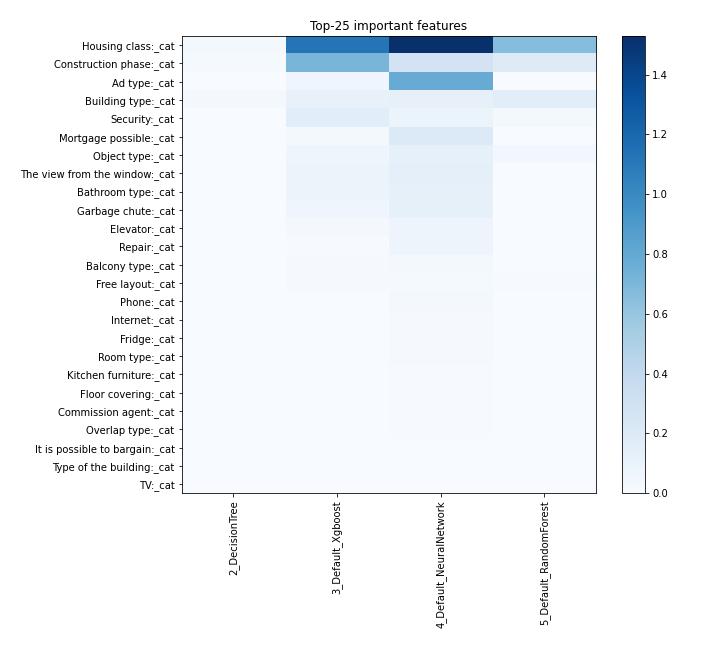 Top-25 important features
Housing class:_cat
Construction phase:_cat
Ad type:_cat
Building type:_cat
Security:_cat
Mortgage possible:_cat
Object type:_cat
The view from the window:_cat
Bathroom type:_cat
Garbage chute:_cat
Elevator:_cat
Repair:_cat
Balcony type:_cat
Free layout:_cat
Phone:_cat
Internet:_cat
Fridge:_cat
Room type:_cat
Kitchen furniture:_cat
Floor covering:_cat
Commission agent:_cat
Overlap type:_cat
It is possible to bargain:_cat
Type of the building:_cat
TV:_cat
2_DecisionTree
3_Default_Xgboost
4_Default_NeuralNetwork
5_Default_RandomForest
1.4
1.2
1.0
0.8
0.6
0.4
0.2
0.0